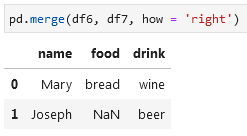 pd.merge(df6, df7, how = 'right')
name food drink
0 Mary bread wine
1 Joseph NaN beer